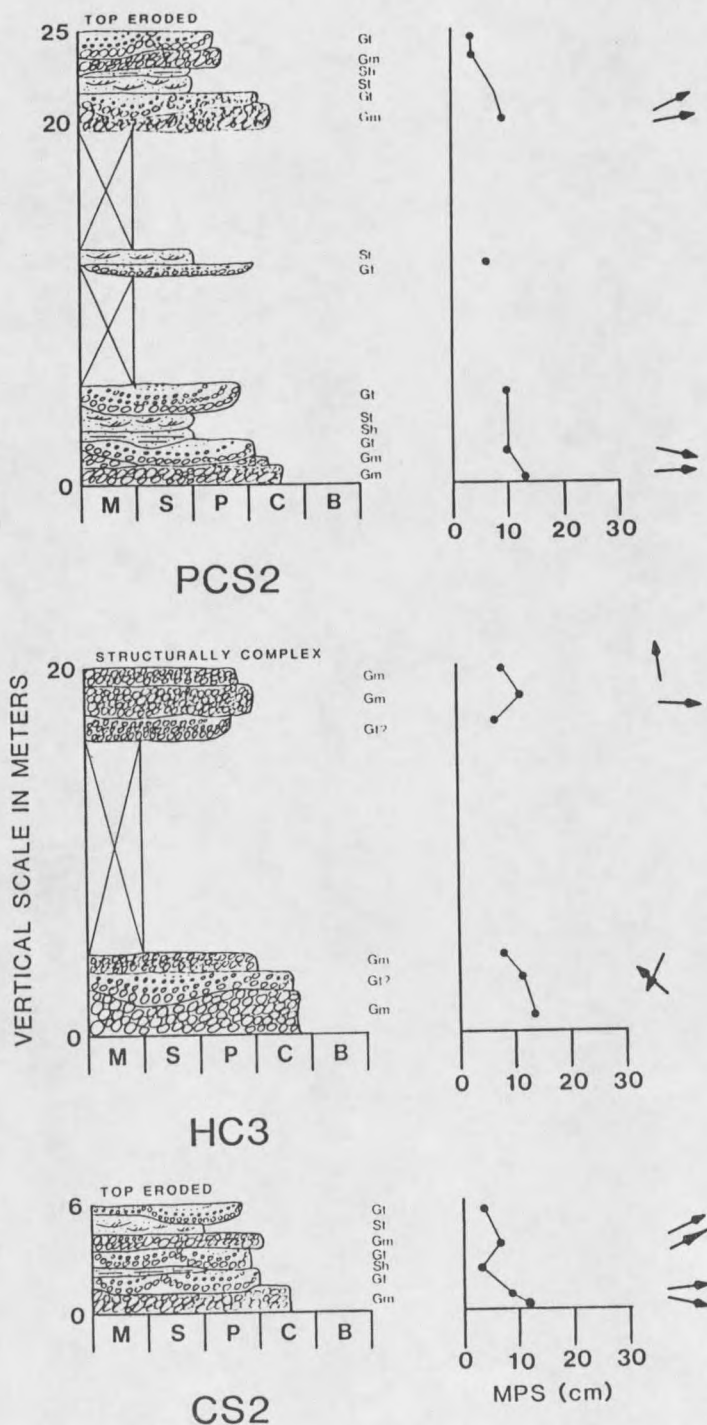 TOP ERODED
25
Gt
Gm
Sh
St
Gt
20
Gm
St
Gt
Gt
St
Sh
Gt
Gm
0
Gm
M S P C B
0 10 20 30
PCS2
VERTICAL SCALE IN METERS
STRUCTURALLY COMPLEX
20
Gm
Gm
Gt?
Gm
Gt?
Gm
0
M S P C B
0 10 20 30
HC3
TOP ERODED
6
Gt
St
Gm
Gt
Sh
Gt
Gm
0
M S P C B
0 10 20 30
MPS (cm)
CS2